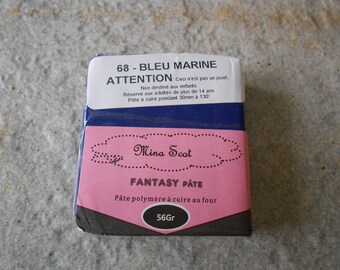 68 - BLEU MARINE
ATTENTION Ceci n'est pas un jouet.
Non destiné aux enfants
Réservé aux adultes de plus de 14 ans
Pâte à cuire pendant 30mn à 130°
Mina Scot
FANTASY PÂTE
Pâte polymère à cuire au four
56Gr